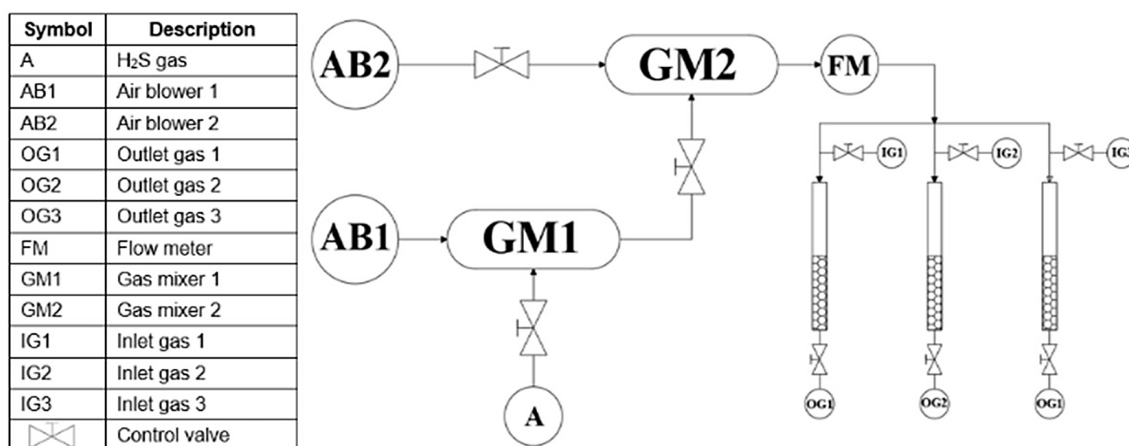 Symbol Description
A H₂S gas
AB1 Air blower 1
AB2 Air blower 2
OG1 Outlet gas 1
OG2 Outlet gas 2
OG3 Outlet gas 3
FM Flow meter
GM1 Gas mixer 1
GM2 Gas mixer 2
IG1 Inlet gas 1
IG2 Inlet gas 2
IG3 Inlet gas 3
Control valve
AB2 GM2 FM
IG1 IG2 IG3
AB1 GM1
A
OG1 OG2 OG1